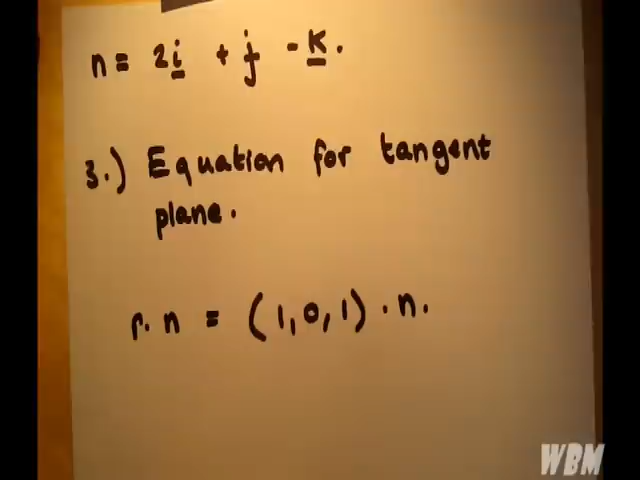 n = 2i + j - k.
3.) Equation for tangent
plane.
r. n = (1,0,1) . n.
WBM